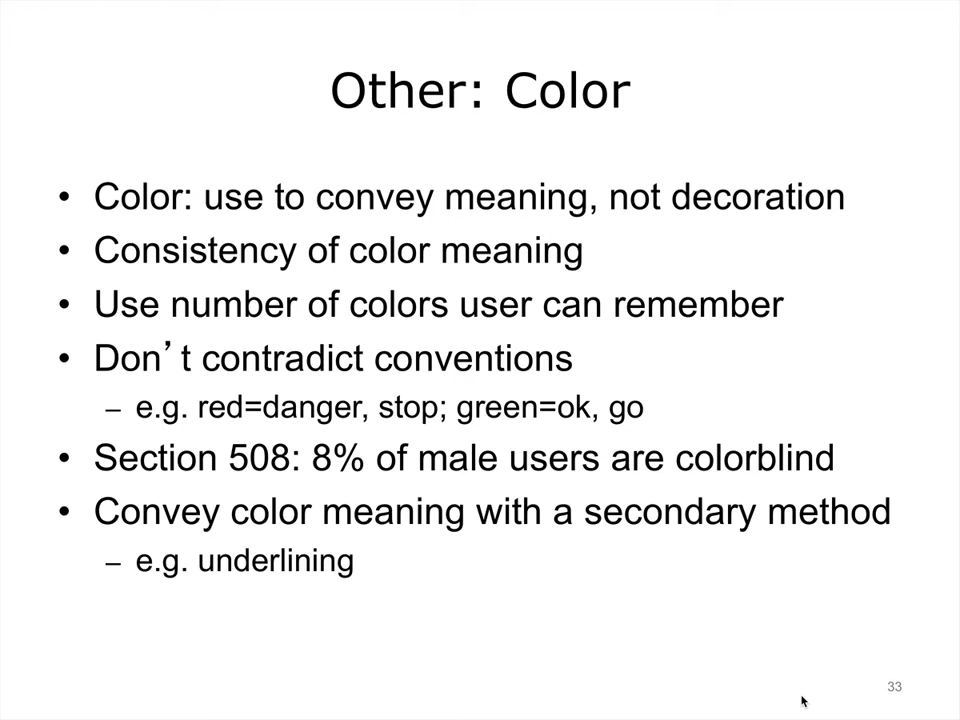 Other: Color
• Color: use to convey meaning, not decoration
• Consistency of color meaning
• Use number of colors user can remember
• Don’t contradict conventions
– e.g. red=danger, stop; green=ok, go
• Section 508: 8% of male users are colorblind
• Convey color meaning with a secondary method
– e.g. underlining
33